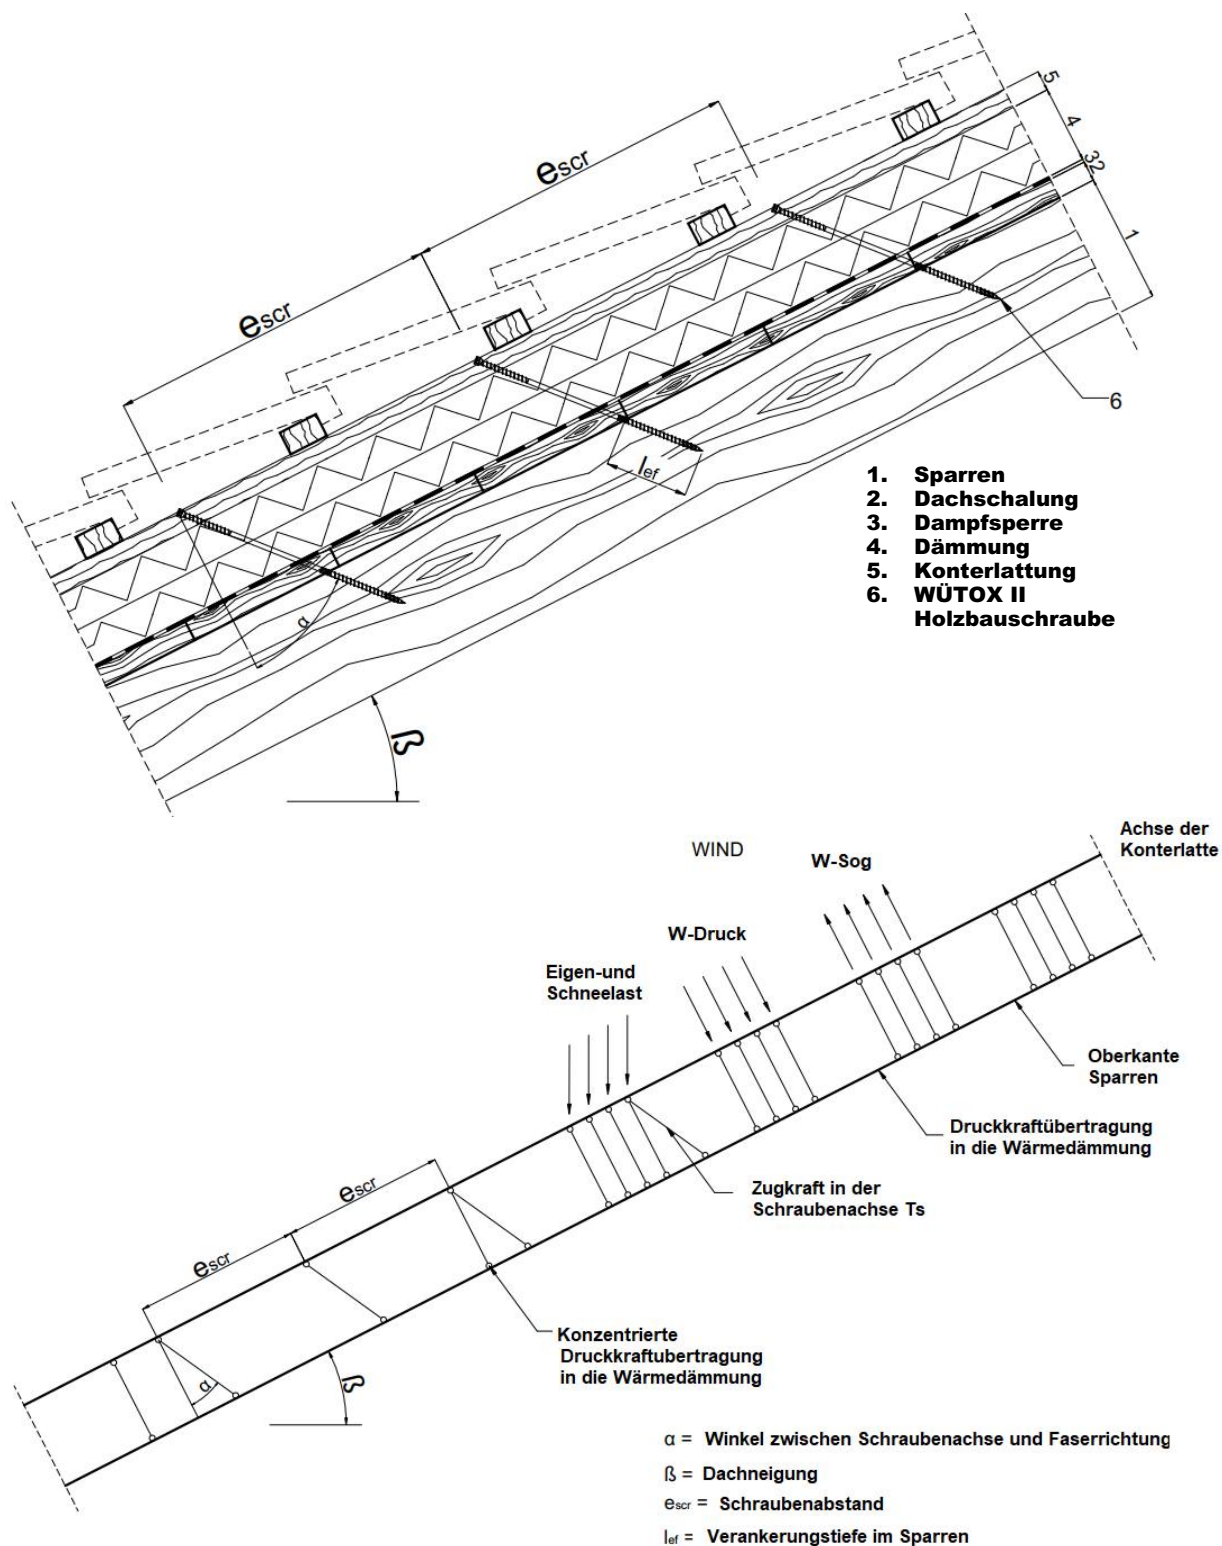 5
4
32
1
escr
escr
lef
6
α
ß
1. Sparren
2. Dachschalung
3. Dampfsperre
4. Dämmung
5. Konterlattung
6. WÜTOX II
Holzbauschraube
WIND
Achse der
Konterlatte
W-Sog
W-Druck
Eigen-und
Schneelast
Oberkante
Sparren
Druckkraftübertragung
in die Wärmedämmung
Zugkraft in der
Schraubenachse Ts
escr
escr
Konzentrierte
Druckkraftubertragung
in die Wärmedämmung
α
ß
α = Winkel zwischen Schraubenachse und Faserrichtung
ß = Dachneigung
escr = Schraubenabstand
lef = Verankerungstiefe im Sparren